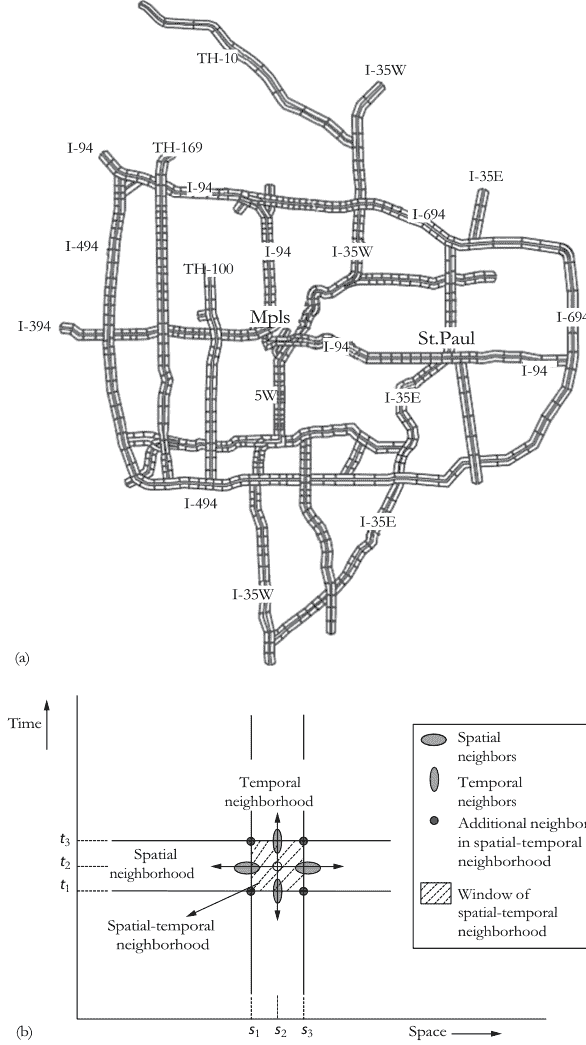 TH-10
I-35W
I-94
TH-169
I-35E
I-94
I-694
I-494
I-94
I-35W
TH-100
I-394
Mpls
I-694
St.Paul
I-94
I-94
5W
I-35E
I-494
I-35E
I-35W
(a)
Time
Spatial
neighbors
Temporal
neighbors
Additional neighbor
in spatial-temporal
neighborhood
Window of
spatial-temporal
neighborhood
Temporal
neighborhood
t3
t2
t1
Spatial
neighborhood
Spatial-temporal
neighborhood
s1 s2 s3
Space
(b)